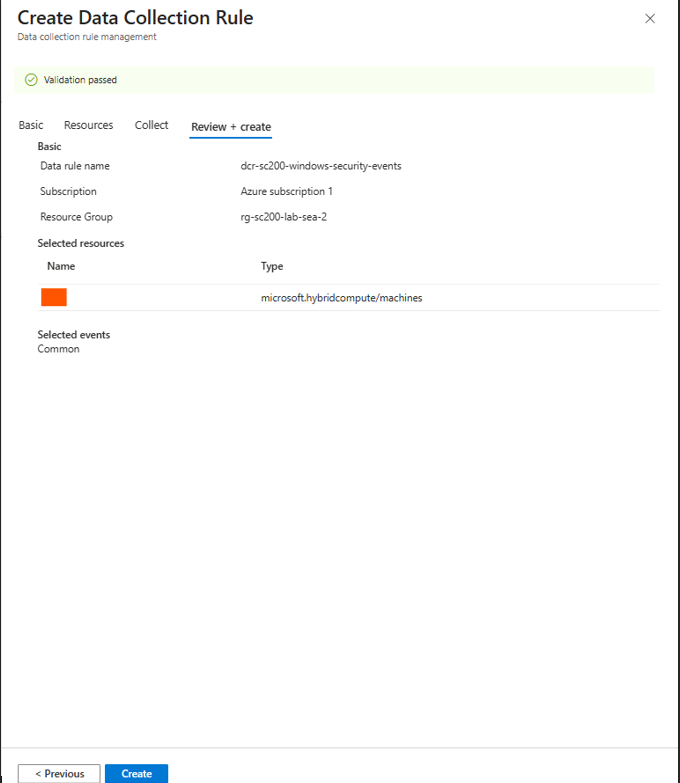 Create Data Collection Rule
Data collection rule management
Validation passed
Basic Resources Collect Review + create
Basic
Data rule name dcr-sc200-windows-security-events
Subscription Azure subscription 1
Resource Group rg-sc200-lab-sea-2
Selected resources
Name Type
microsoft.hybridcompute/machines
Selected events
Common
< Previous Create